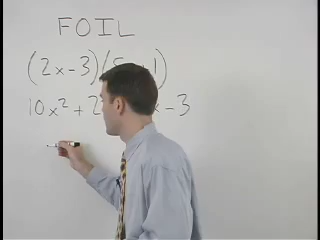 FOIL
(2x-3)(5 1)
10x² + 2 x - 3